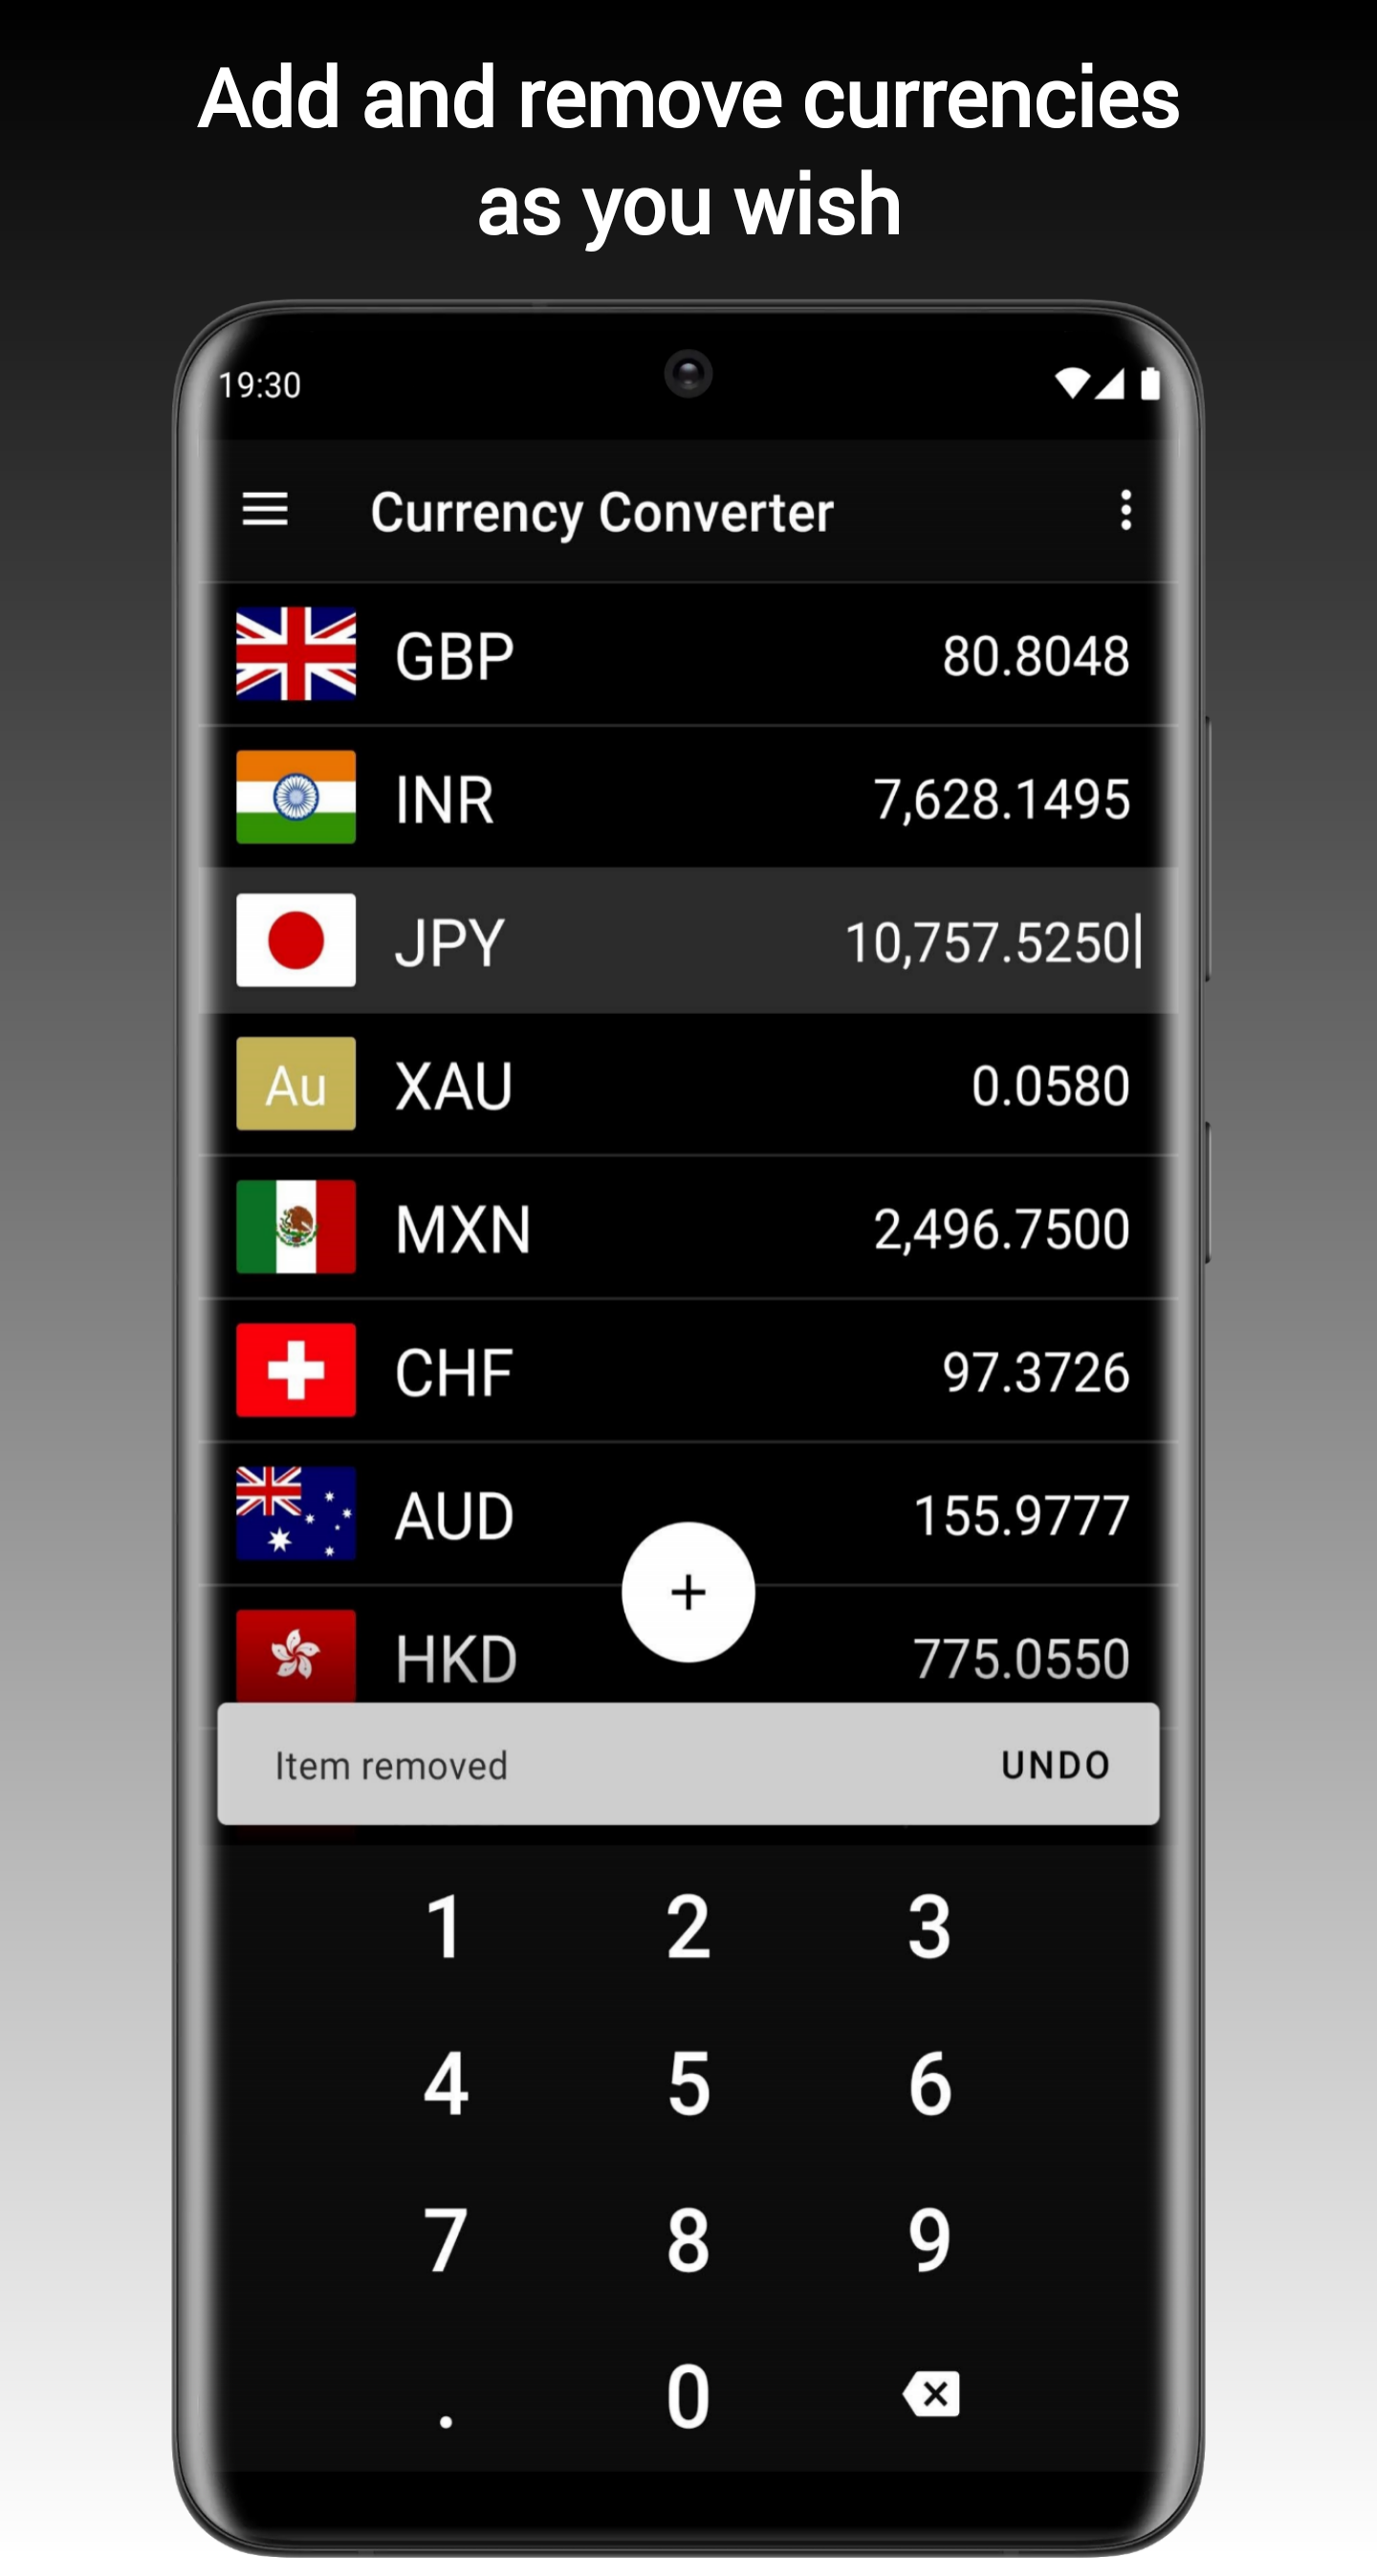 Add and remove currencies
as you wish
19:30
Currency Converter
GBP 80.8048
INR 7,628.1495
JPY 10,757.5250
Au XAU 0.0580
MXN 2,496.7500
CHF 97.3726
AUD 155.9777
+
HKD 775.0550
Item removed UNDO
1 2 3
4 5 6
7 8 9
. 0